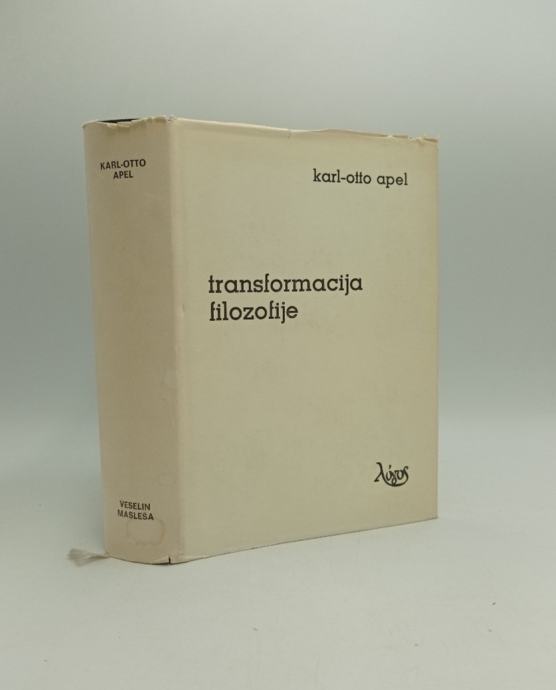 KARL-OTTO
APEL
VESELIN
MASLEŠA
karl-otto apel
transformacija
filozofije
λόγος